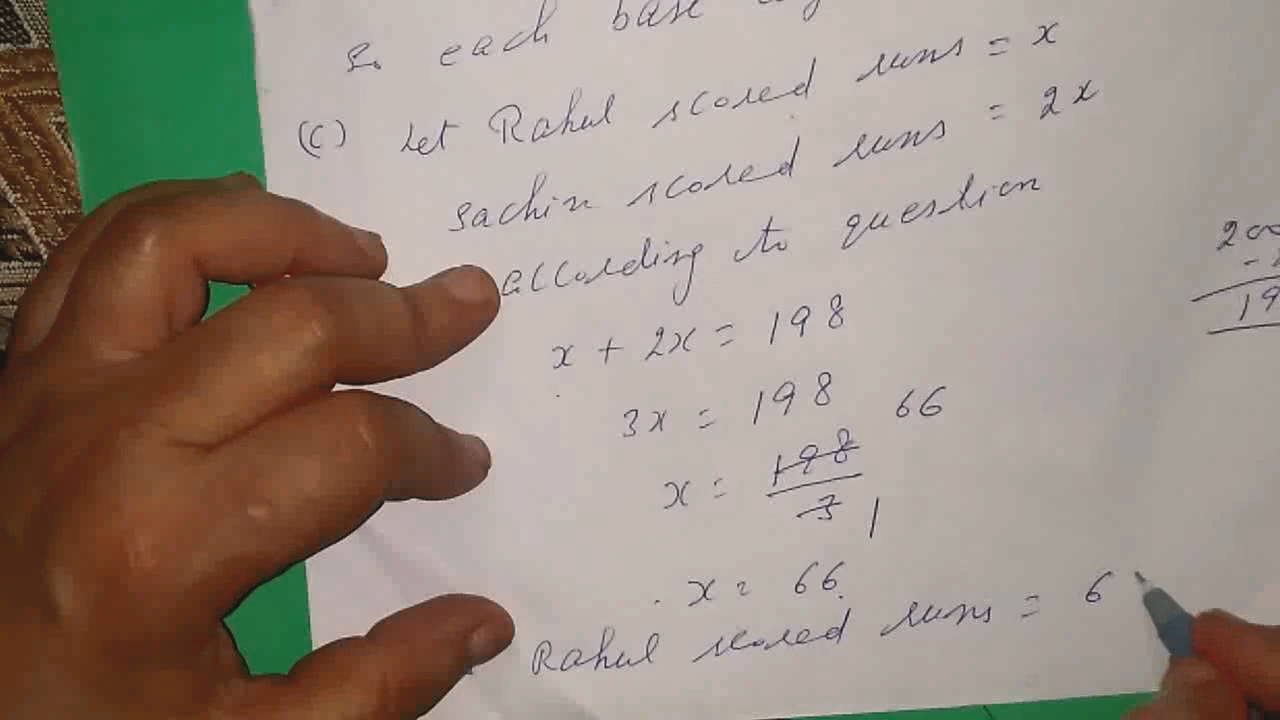 So each base
(C) Let Rahul scored runs = x
Sachin scored runs = 2x
according to question
x + 2x = 198
3x = 198 66
x = 198
3 1
x = 66
Rahul scored runs = 6